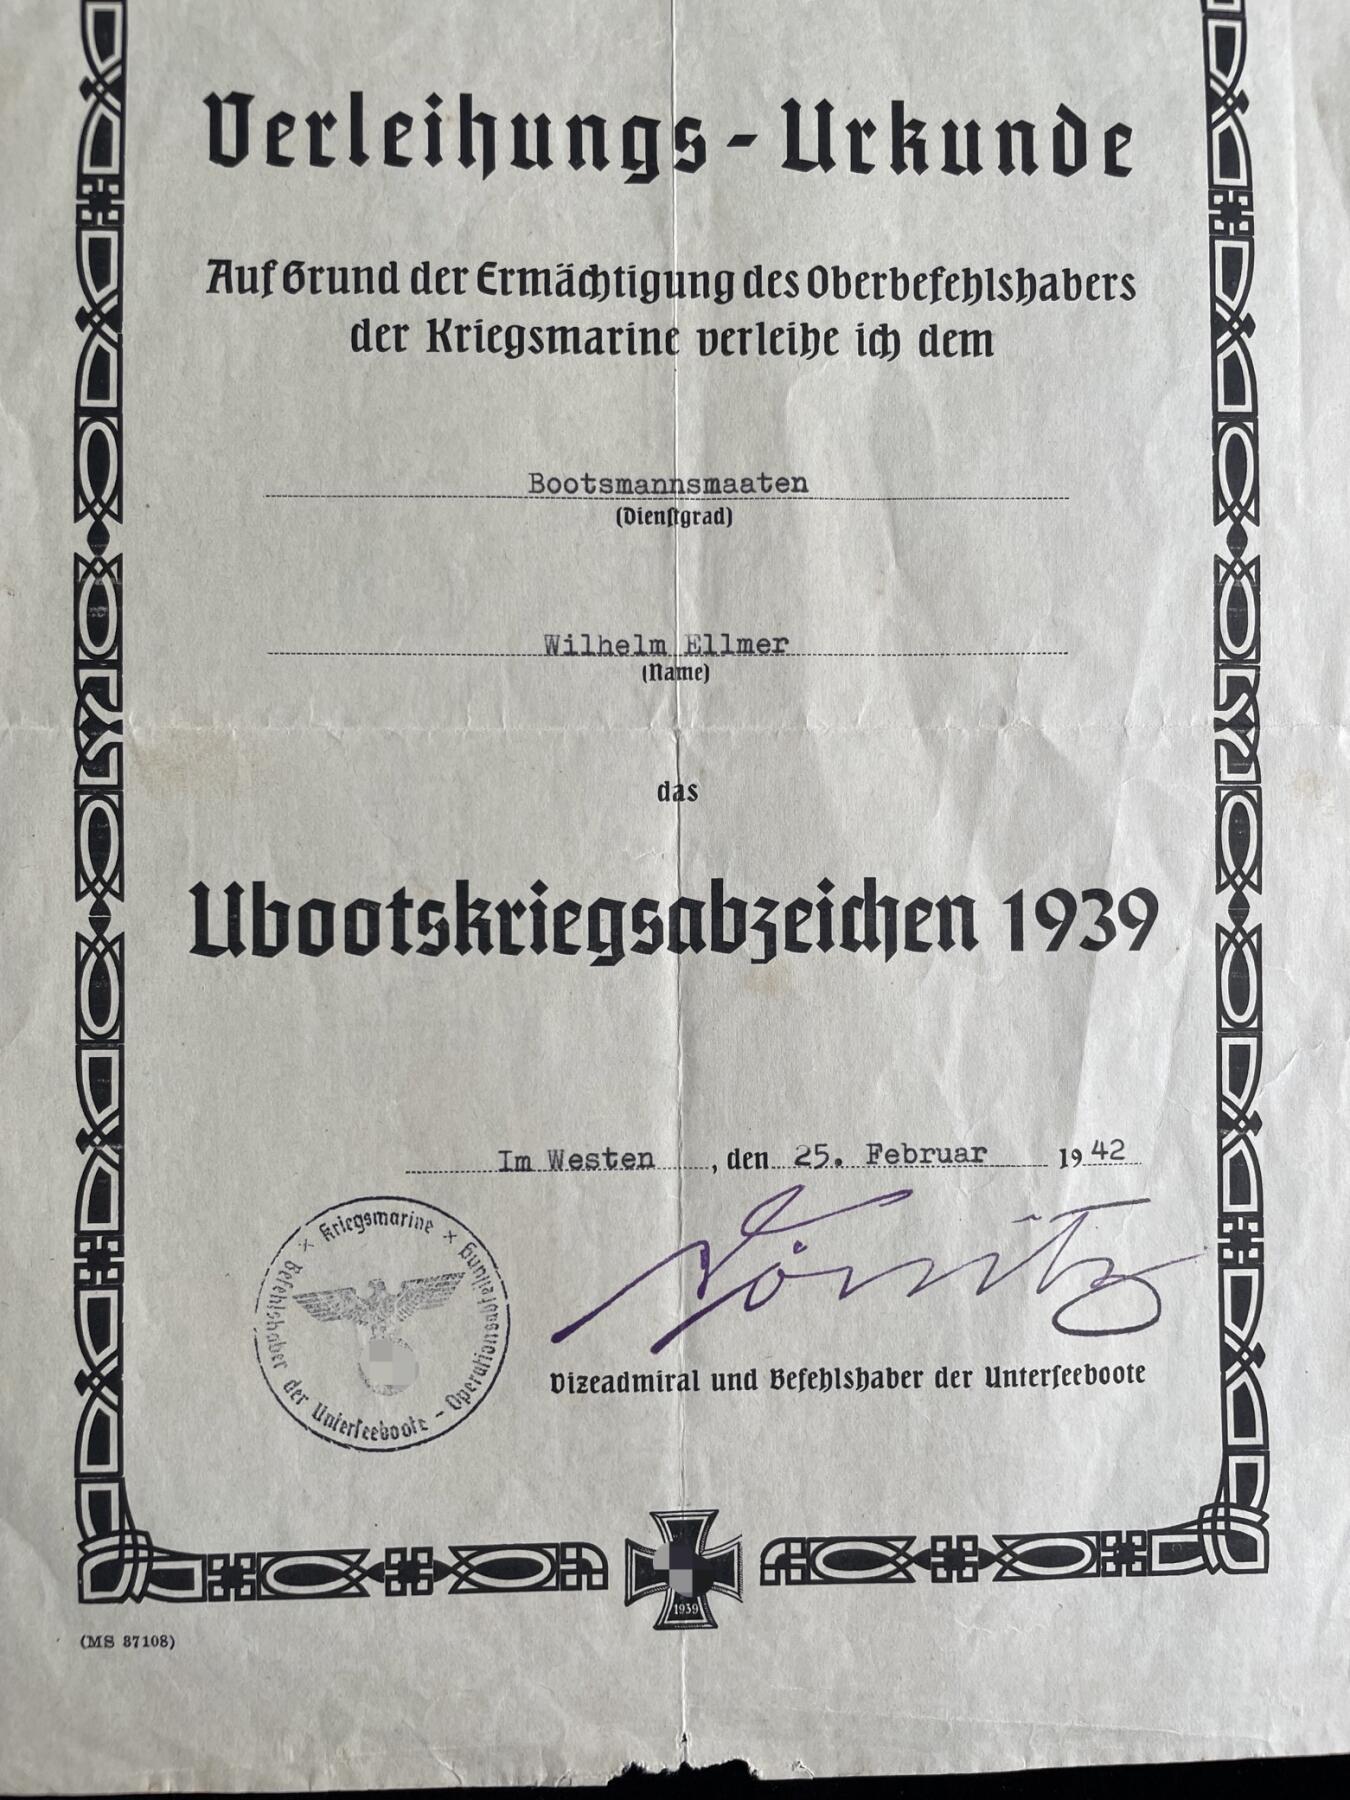 Verleihungs-Urkunde
Auf Grund der Ermächtigung des Oberbefehlshabers
der Kriegsmarine verleihe ich dem
Bootsmannsmaaten
(Dienstgrad)
Wilhelm Ellmer
(Name)
das
Ubootskriegsabzeichen 1939
Im Westen, den 25. Februar 1942
Dönitz
Kriegsmarine
Befehlshaber der Unterseeboote - Operationsabteilung
Vizeadmiral und Befehlshaber der Unterseeboote
1939
(MS 37108)